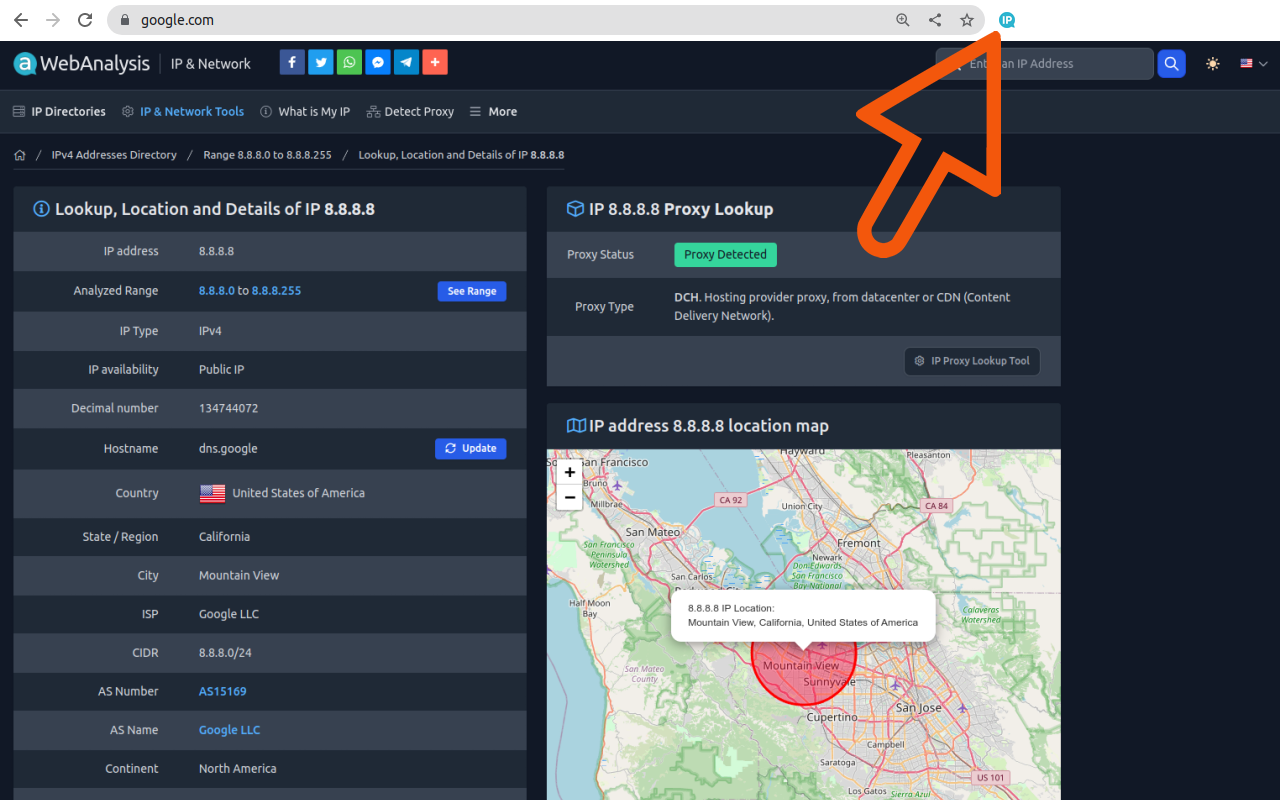 google.com
IP
a WebAnalysis
IP & Network
Enter an IP Address
IP Directories
IP & Network Tools
What is My IP
Detect Proxy
More
/ IPv4 Addresses Directory / Range 8.8.8.0 to 8.8.8.255 / Lookup, Location and Details of IP 8.8.8.8
Lookup, Location and Details of IP 8.8.8.8
IP address 8.8.8.8
Analyzed Range 8.8.8.0 to 8.8.8.255 See Range
IP Type IPv4
IP availability Public IP
Decimal number 134744072
Hostname dns.google Update
Country United States of America
State / Region California
City Mountain View
ISP Google LLC
CIDR 8.8.8.0/24
AS Number AS15169
AS Name Google LLC
Continent North America
IP 8.8.8.8 Proxy Lookup
Proxy Status Proxy Detected
Proxy Type DCH. Hosting provider proxy, from datacenter or CDN (Content
Delivery Network).
IP Proxy Lookup Tool
IP address 8.8.8.8 location map
+
−
San Francisco
Hayward
Pleasanton
Bruno
Millbrae
CA 92
Union City
CA 84
San Mateo
Fremont
San Francisco
Peninsula
Watershed
Newark
Don Edwards
San Francisco
Bay National
San Carlos
Half Moon
Bay
Calaveras
Watershed
8.8.8.8 IP Location:
Mountain View, California, United States of America
San Mateo
County
Mountain View
Sunnyvale
San Jose
Cupertino
Campbell
Saratoga
US 101
Los Gatos
Sierra Azul